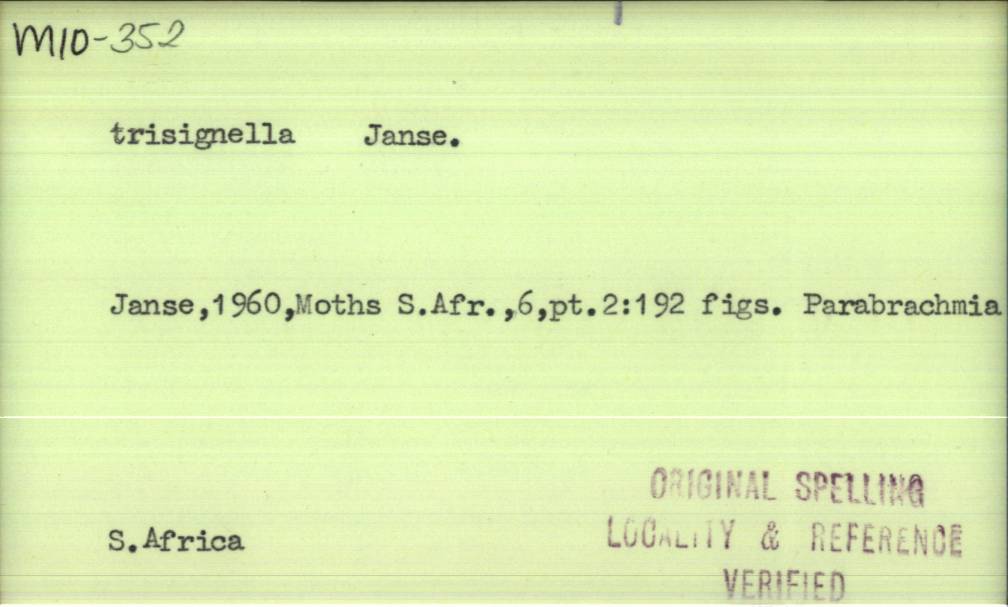 M10-352
trisignella Janse.
Janse,1960,Moths S.Afr.,6,pt.2:192 figs. Parabrachmia
S.Africa
ORIGINAL SPELLING
LOCALITY & REFERENCE
VERIFIED